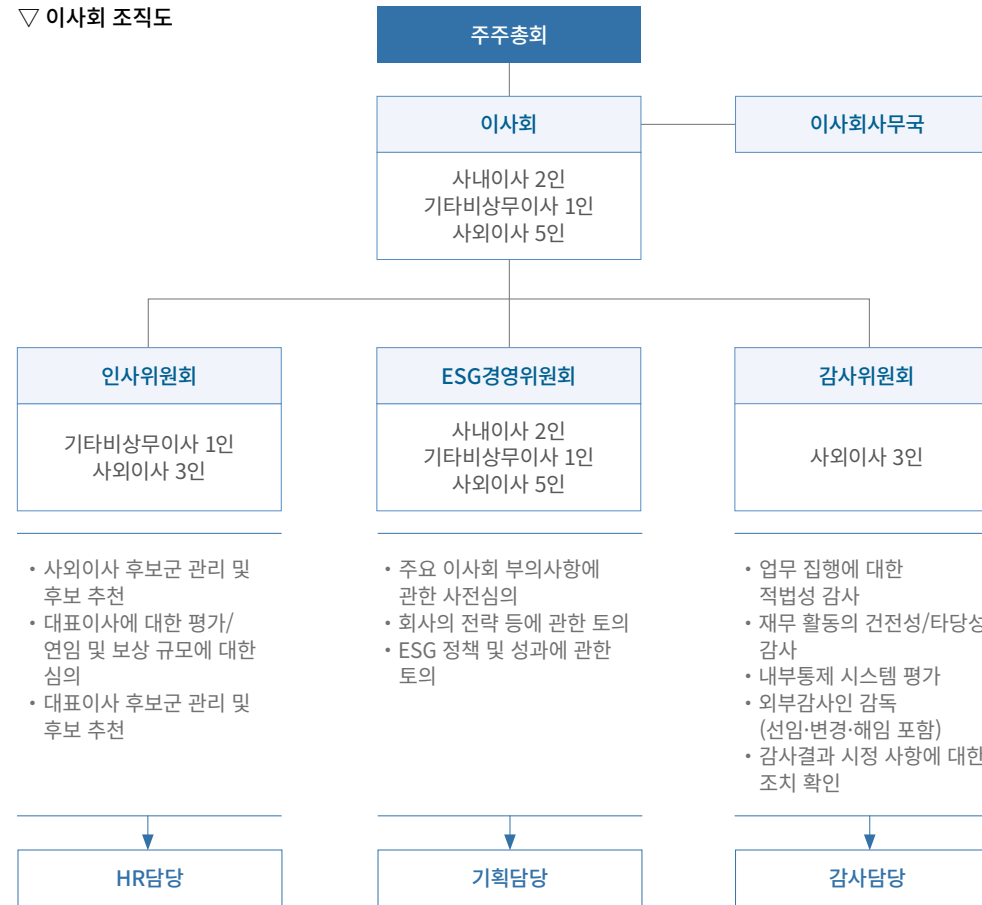 ▽ 이사회 조직도
주주총회
이사회
이사회사무국
사내이사 2인
기타비상무이사 1인
사외이사 5인
인사위원회
기타비상무이사 1인
사외이사 3인
ESG경영위원회
사내이사 2인
기타비상무이사 1인
사외이사 5인
감사위원회
사외이사 3인
• 사외이사 후보군 관리 및
후보 추천
• 대표이사에 대한 평가/
연임 및 보상 규모에 대한
심의
• 대표이사 후보군 관리 및
후보 추천
• 주요 이사회 부의사항에
관한 사전심의
• 회사의 전략 등에 관한 토의
• ESG 정책 및 성과에 관한
토의
• 업무 집행에 대한
적법성 감사
• 재무 활동의 건전성/타당성
감사
• 내부통제 시스템 평가
• 외부감사인 감독
(선임·변경·해임 포함)
• 감사결과 시정 사항에 대한
조치 확인
HR담당
기획담당
감사담당